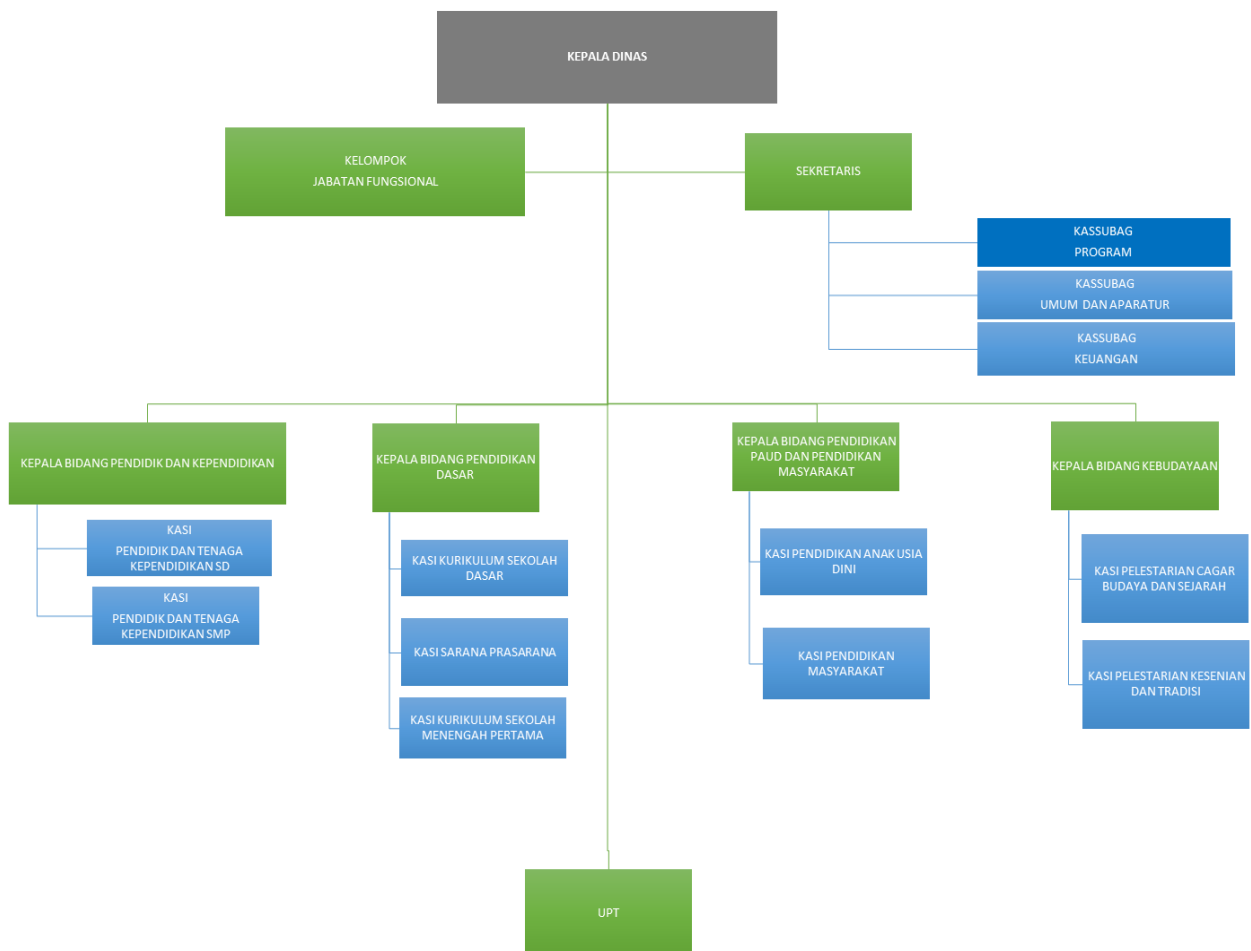 KEPALA DINAS
KELOMPOK
JABATAN FUNGSIONAL
SEKRETARIS
KASSUBAG
PROGRAM
KASSUBAG
UMUM DAN APARATUR
KASSUBAG
KEUANGAN
KEPALA BIDANG PENDIDIK DAN KEPENDIDIKAN
KASI
PENDIDIK DAN TENAGA
KEPENDIDIKAN SD
KASI
PENDIDIK DAN TENAGA
KEPENDIDIKAN SMP
KEPALA BIDANG PENDIDIKAN
DASAR
KASI KURIKULUM SEKOLAH
DASAR
KASI SARANA PRASARANA
KASI KURIKULUM SEKOLAH
MENENGAH PERTAMA
KEPALA BIDANG PENDIDIKAN
PAUD DAN PENDIDIKAN
MASYARAKAT
KASI PENDIDIKAN ANAK USIA
DINI
KASI PENDIDIKAN
MASYARAKAT
KEPALA BIDANG KEBUDAYAAN
KASI PELESTARIAN CAGAR
BUDAYA DAN SEJARAH
KASI PELESTARIAN KESENIAN
DAN TRADISI
UPT